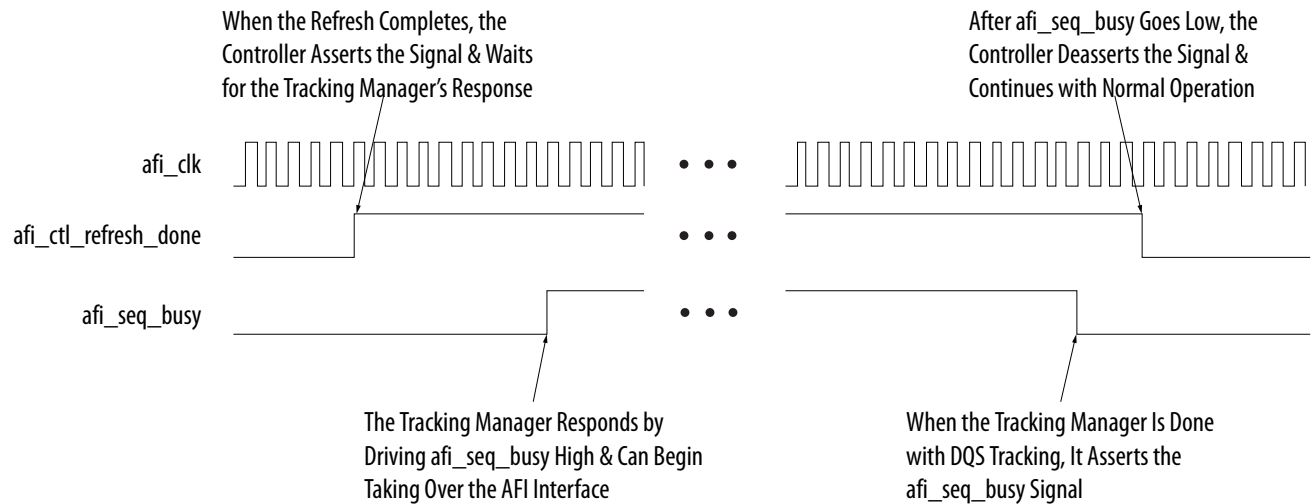 When the Refresh Completes, the
Controller Asserts the Signal & Waits
for the Tracking Manager's Response
After afi_seq_busy Goes Low, the
Controller Deasserts the Signal &
Continues with Normal Operation
afi_clk
afi_ctl_refresh_done
afi_seq_busy
The Tracking Manager Responds by
Driving afi_seq_busy High & Can Begin
Taking Over the AFI Interface
When the Tracking Manager Is Done
with DQS Tracking, It Asserts the
afi_seq_busy Signal